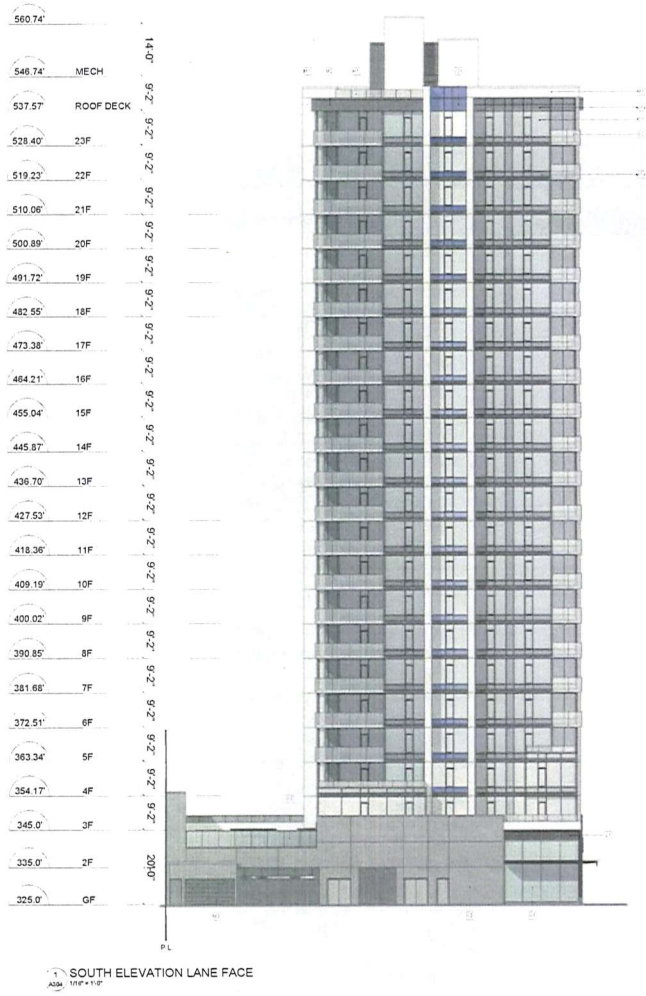 560.74'
14'-0"
546.74' MECH
9'-2"
537.57' ROOF DECK
9'-2"
528.40' 23F
9'-2"
519.23' 22F
9'-2"
510.06' 21F
9'-2"
500.89' 20F
9'-2"
491.72' 19F
9'-2"
482.55' 18F
9'-2"
473.38' 17F
9'-2"
464.21' 16F
9'-2"
455.04' 15F
9'-2"
445.87' 14F
9'-2"
436.70' 13F
9'-2"
427.53' 12F
9'-2"
418.36' 11F
9'-2"
409.19' 10F
9'-2"
400.02' 9F
9'-2"
390.85' 8F
9'-2"
381.68' 7F
9'-2"
372.51' 6F
9'-2"
363.34' 5F
9'-2"
354.17' 4F
9'-2"
345.0' 3F
20'-0"
335.0' 2F
325.0' GF
PL
1 SOUTH ELEVATION LANE FACE
A304 1/16" = 1'-0"